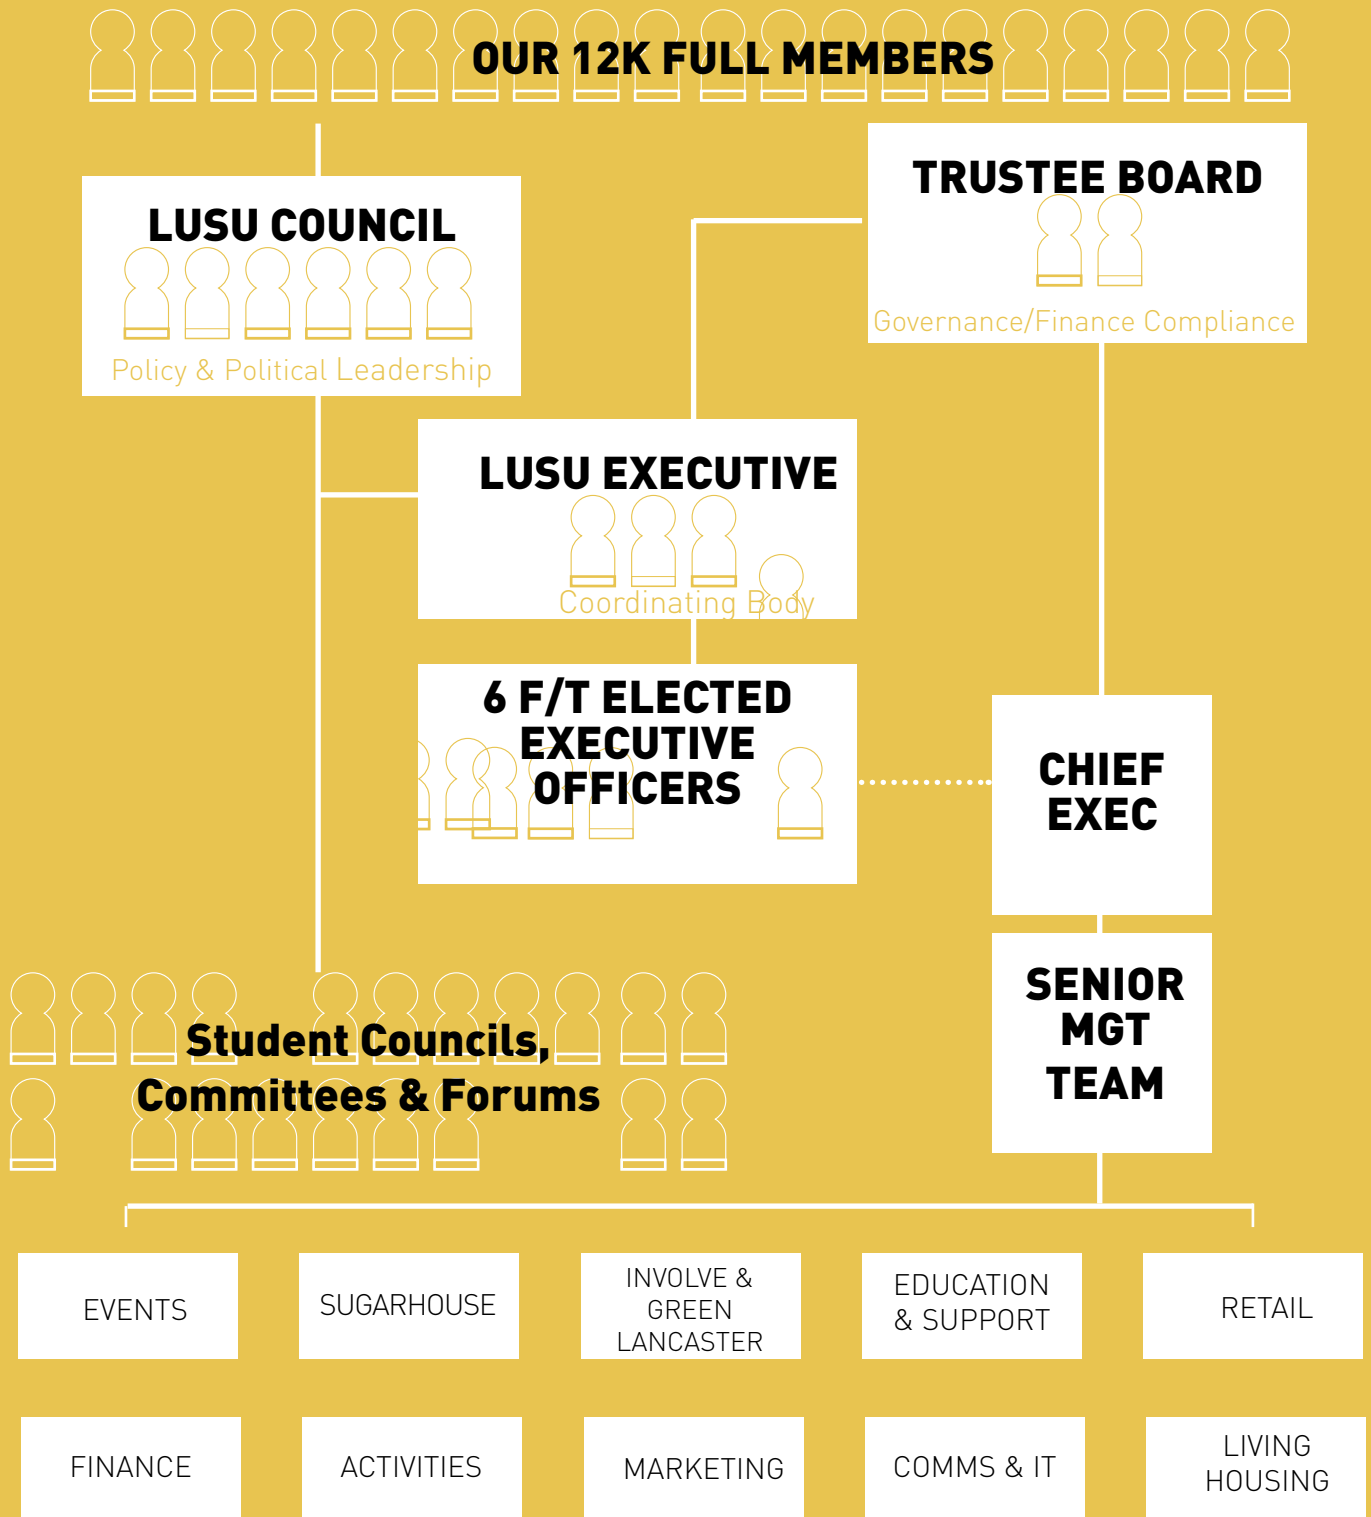 OUR 12K FULL MEMBERS
TRUSTEE BOARD
Governance/Finance Compliance
LUSU COUNCIL
Policy & Political Leadership
LUSU EXECUTIVE
Coordinating Body
6 F/T ELECTED
EXECUTIVE
OFFICERS
CHIEF
EXEC
SENIOR
MGT
TEAM
Student Councils,
Committees & Forums
EVENTS
SUGARHOUSE
INVOLVE &
GREEN
LANCASTER
EDUCATION
& SUPPORT
RETAIL
FINANCE
ACTIVITIES
MARKETING
COMMS & IT
LIVING
HOUSING